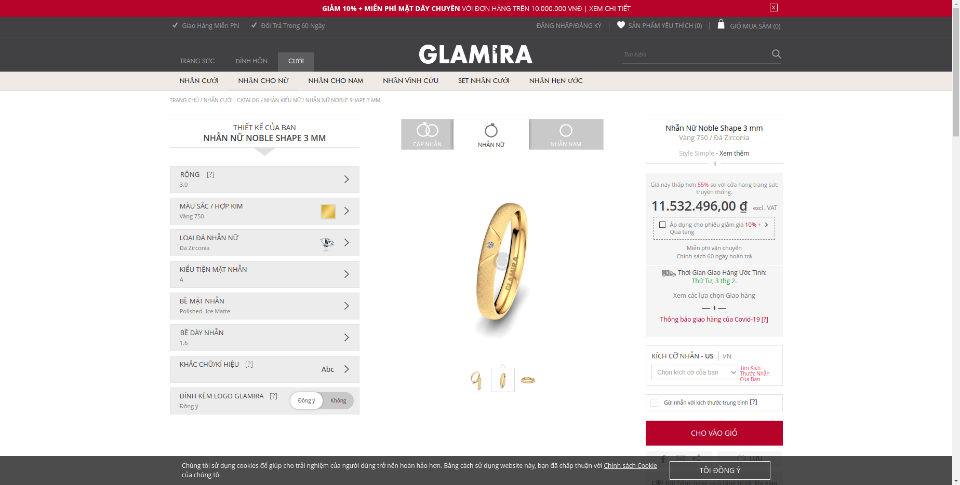 GIẢM 10% + MIỄN PHÍ MẶT DÂY CHUYỀN VỚI ĐƠN HÀNG TRÊN 10.000.000 VNĐ | XEM CHI TIẾT
Giao Hàng Miễn Phí
Đổi Trả Trong 60 Ngày
ĐĂNG NHẬP/ĐĂNG KÝ
SẢN PHẨM YÊU THÍCH (0)
GIỎ MUA SẮM (0)
TRANG SỨC
ĐÍNH HÔN
CƯỚI
GLAMIRA
Tìm kiếm
NHẪN CƯỚI
NHẪN CHO NỮ
NHẪN CHO NAM
NHẪN VĨNH CỬU
SET NHẪN CƯỚI
NHẪN HẸN ƯỚC
TRANG CHỦ / NHẪN CƯỚI - CATALOG / NHẪN KIỂU NỮ / NHẪN NỮ NOBLE SHAPE 3 MM
THIẾT KẾ CỦA BẠN
NHẪN NỮ NOBLE SHAPE 3 MM
RỘNG [?]
3.0
MÀU SẮC / HỢP KIM
Vàng 750
LOẠI ĐÁ NHẪN NỮ
Đá Zirconia
KIỂU TIỆN MẶT NHẪN
A
BỀ MẶT NHẪN
Polished- Ice Matte
BỀ DÀY NHẪN
1.6
KHẮC CHỮ/KÍ HIỆU [?]
Abc
ĐÍNH KÈM LOGO GLAMIRA [?]
Đồng ý
Đồng ý
Không
CẶP NHẪN
NHẪN NỮ
NHẪN NAM
GLAMIRA
Nhẫn Nữ Noble Shape 3 mm
Vàng 750 / Đá Zirconia
Style Simple - Xem thêm
Giá này thấp hơn 55% so với cửa hàng trang sức
truyền thống.
11.532.496,00 ₫ excl. VAT
Áp dụng cho phiếu giảm giá 10% +
Quà tặng
Miễn phí vận chuyển
Chính sách 60 ngày hoàn trả
Thời Gian Giao Hàng Ước Tính:
Thứ Tư, 3 thg 2.
Xem các lựa chọn Giao hàng
Thông báo giao hàng của Covid-19 [?]
KÍCH CỠ NHẪN - US | VN
Chọn kích cỡ của bạn
Tìm Kích
Thước Nhẫn
Của Bạn
Gửi nhẫn với kích thước trung bình [?]
CHO VÀO GIỎ
Chúng tôi sử dụng cookies để giúp cho trải nghiệm của người dùng trở nên hoàn hảo hơn. Bằng cách sử dụng website này, bạn đã chấp thuận với Chính sách Cookie
của chúng tô
TÔI ĐỒNG Ý